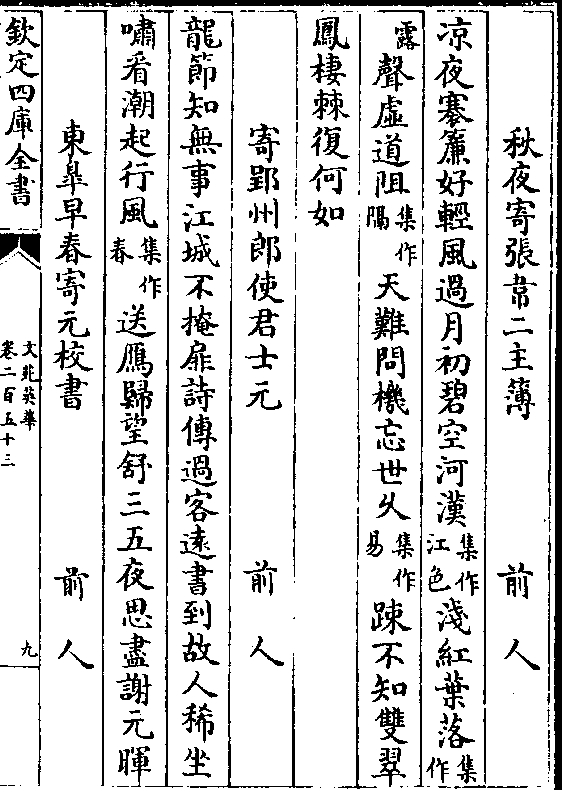 秋夜寄張韋二主簿　前人
凉夜褰簾好輕風過月初碧空河漢集作江色淺紅葉落集作
露聲虛道阻集作隔天難問機忘世乆集作易踈不知雙翠
鳳棲棘復何如
寄郢州郎使君士元　前人
龍節知無事江城不掩扉詩傳過客遠書到故人稀坐
嘯看潮起行風集作春送鴈歸望舒三五夜思盡謝元暉
東臯早春寄元校書　前人
欽定四庫全書
文苑英華
卷二百五十三
九